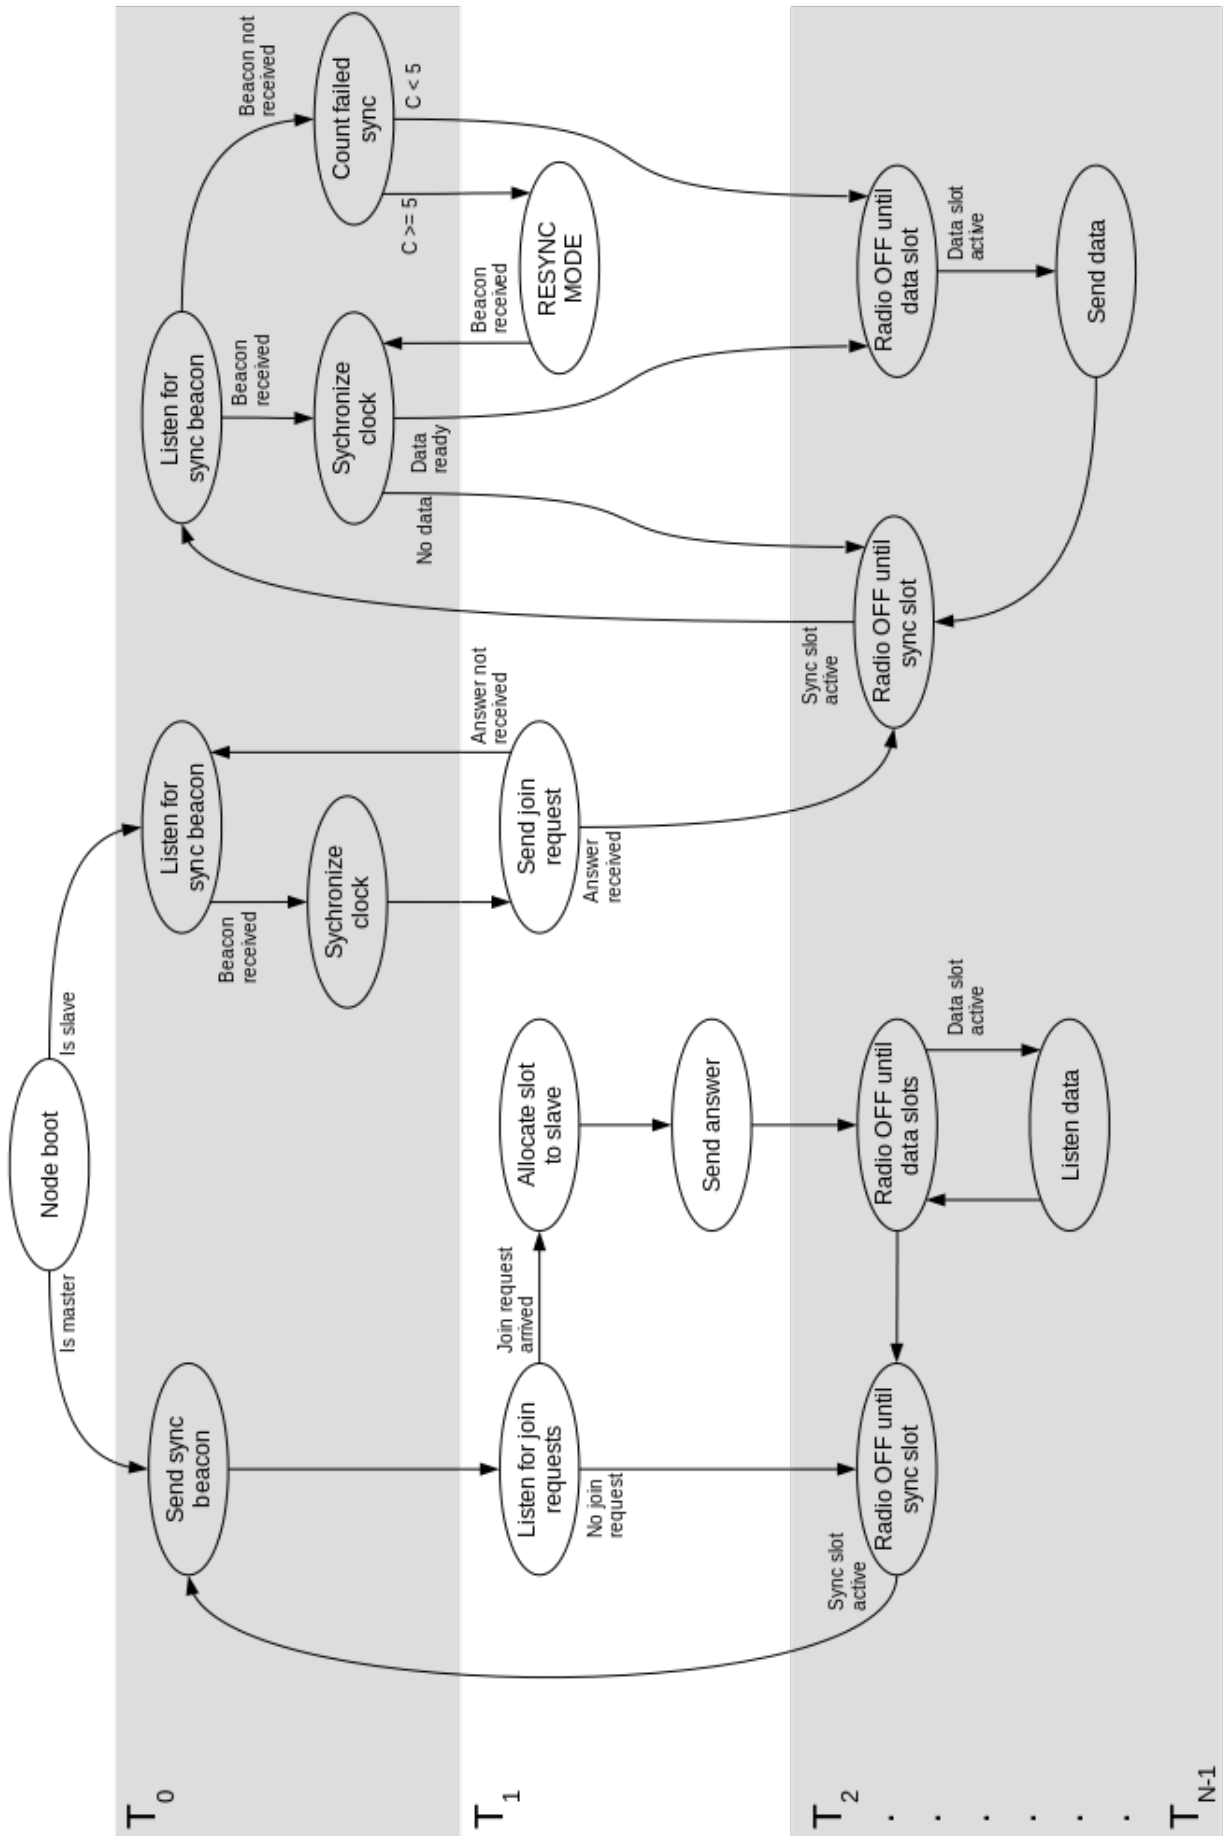 Node boot
Is master
Is slave
T0
Send sync
beacon
Listen for
sync beacon
Beacon
received
Sychronize
clock
Listen for
sync beacon
Beacon
received
Beacon not
received
Sychronize
clock
Count failed
sync
No data
Data
ready
C >= 5
C < 5
T1
Listen for join
requests
Join request
arrived
No join
request
Allocate slot
to slave
Send answer
Send join
request
Answer not
received
Answer
received
Beacon
received
RESYNC
MODE
T2
Sync slot
active
Radio OFF until
sync slot
Radio OFF until
data slots
Data slot
active
Listen data
Sync slot
active
Radio OFF until
sync slot
Radio OFF until
data slot
Data slot
active
Send data
. . . . . .
TN-1